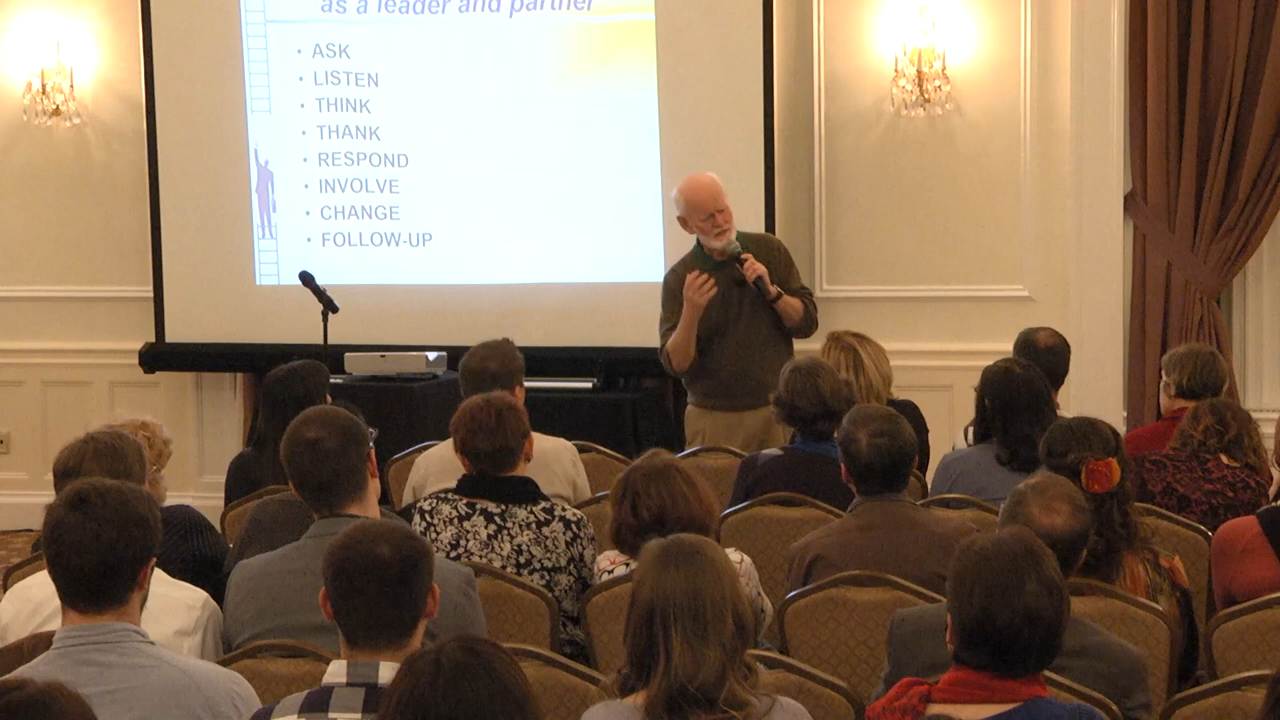 as a leader and partner
• ASK
• LISTEN
• THINK
• THANK
• RESPOND
• INVOLVE
• CHANGE
• FOLLOW-UP